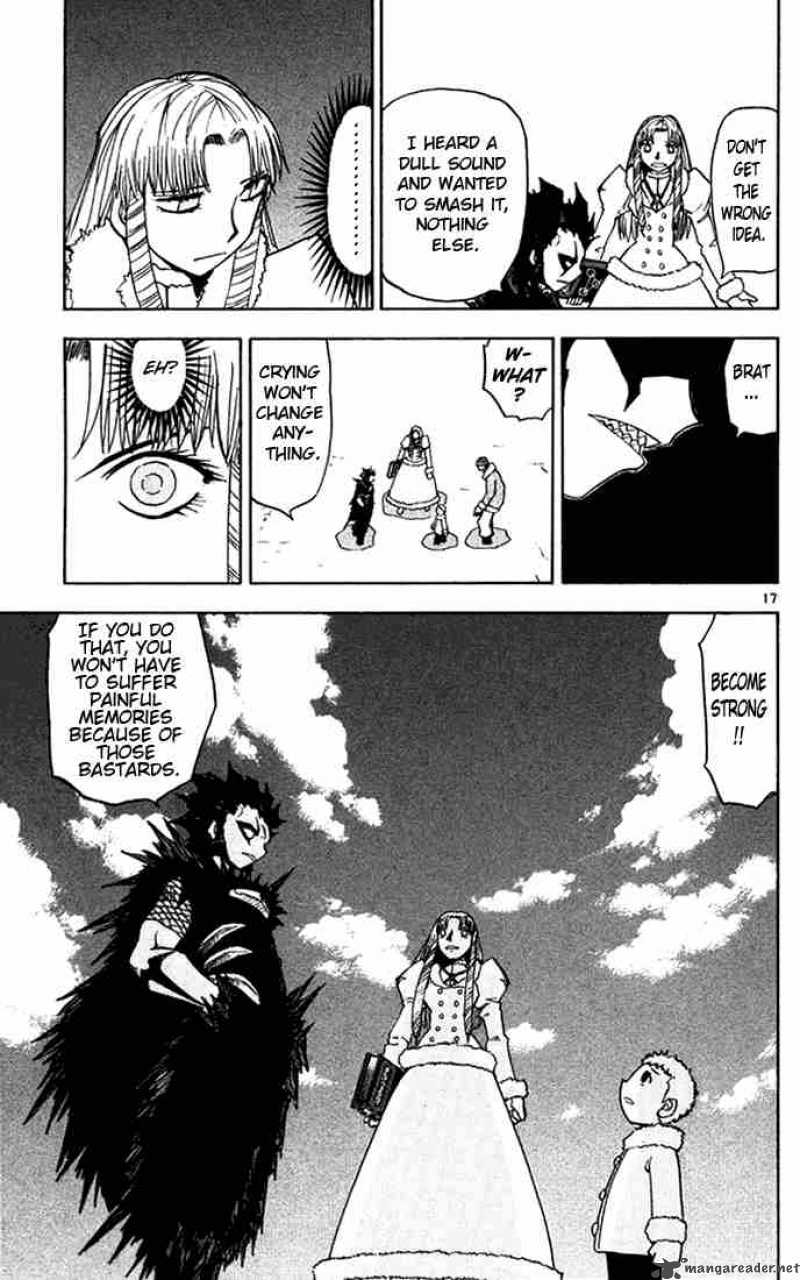 DON'T
GET
THE
WRONG
IDEA.
I HEARD A
DULL SOUND
AND WANTED
TO SMASH IT,
NOTHING
ELSE.
..........
BRAT
...
W-
WHAT
?
CRYING
WON'T
CHANGE
ANY-
THING.
EH?
17
BECOME
STRONG
!!
IF YOU DO
THAT, YOU
WON'T HAVE
TO SUFFER
PAINFUL
MEMORIES
BECAUSE OF
THOSE
BASTARDS.
mangareader.net